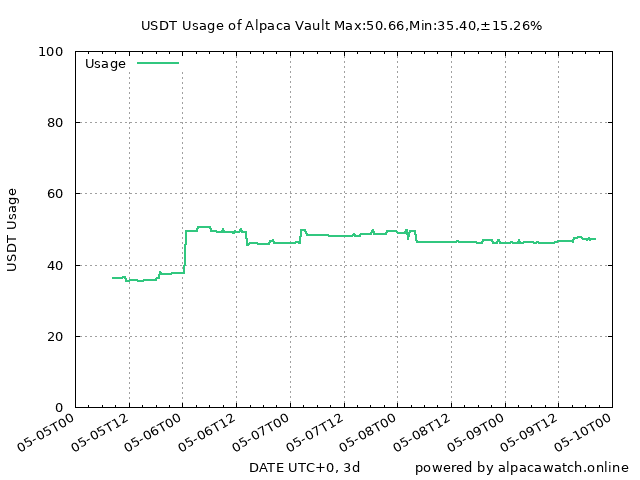 USDT Usage of Alpaca Vault Max:50.66,Min:35.40,±15.26%
Usage
100
80
60
40
20
0
USDT Usage
05-05T00
05-05T12
05-06T00
05-06T12
05-07T00
05-07T12
05-08T00
05-08T12
05-09T00
05-09T12
05-10T00
DATE UTC+0, 3d
powered by alpacawatch.online